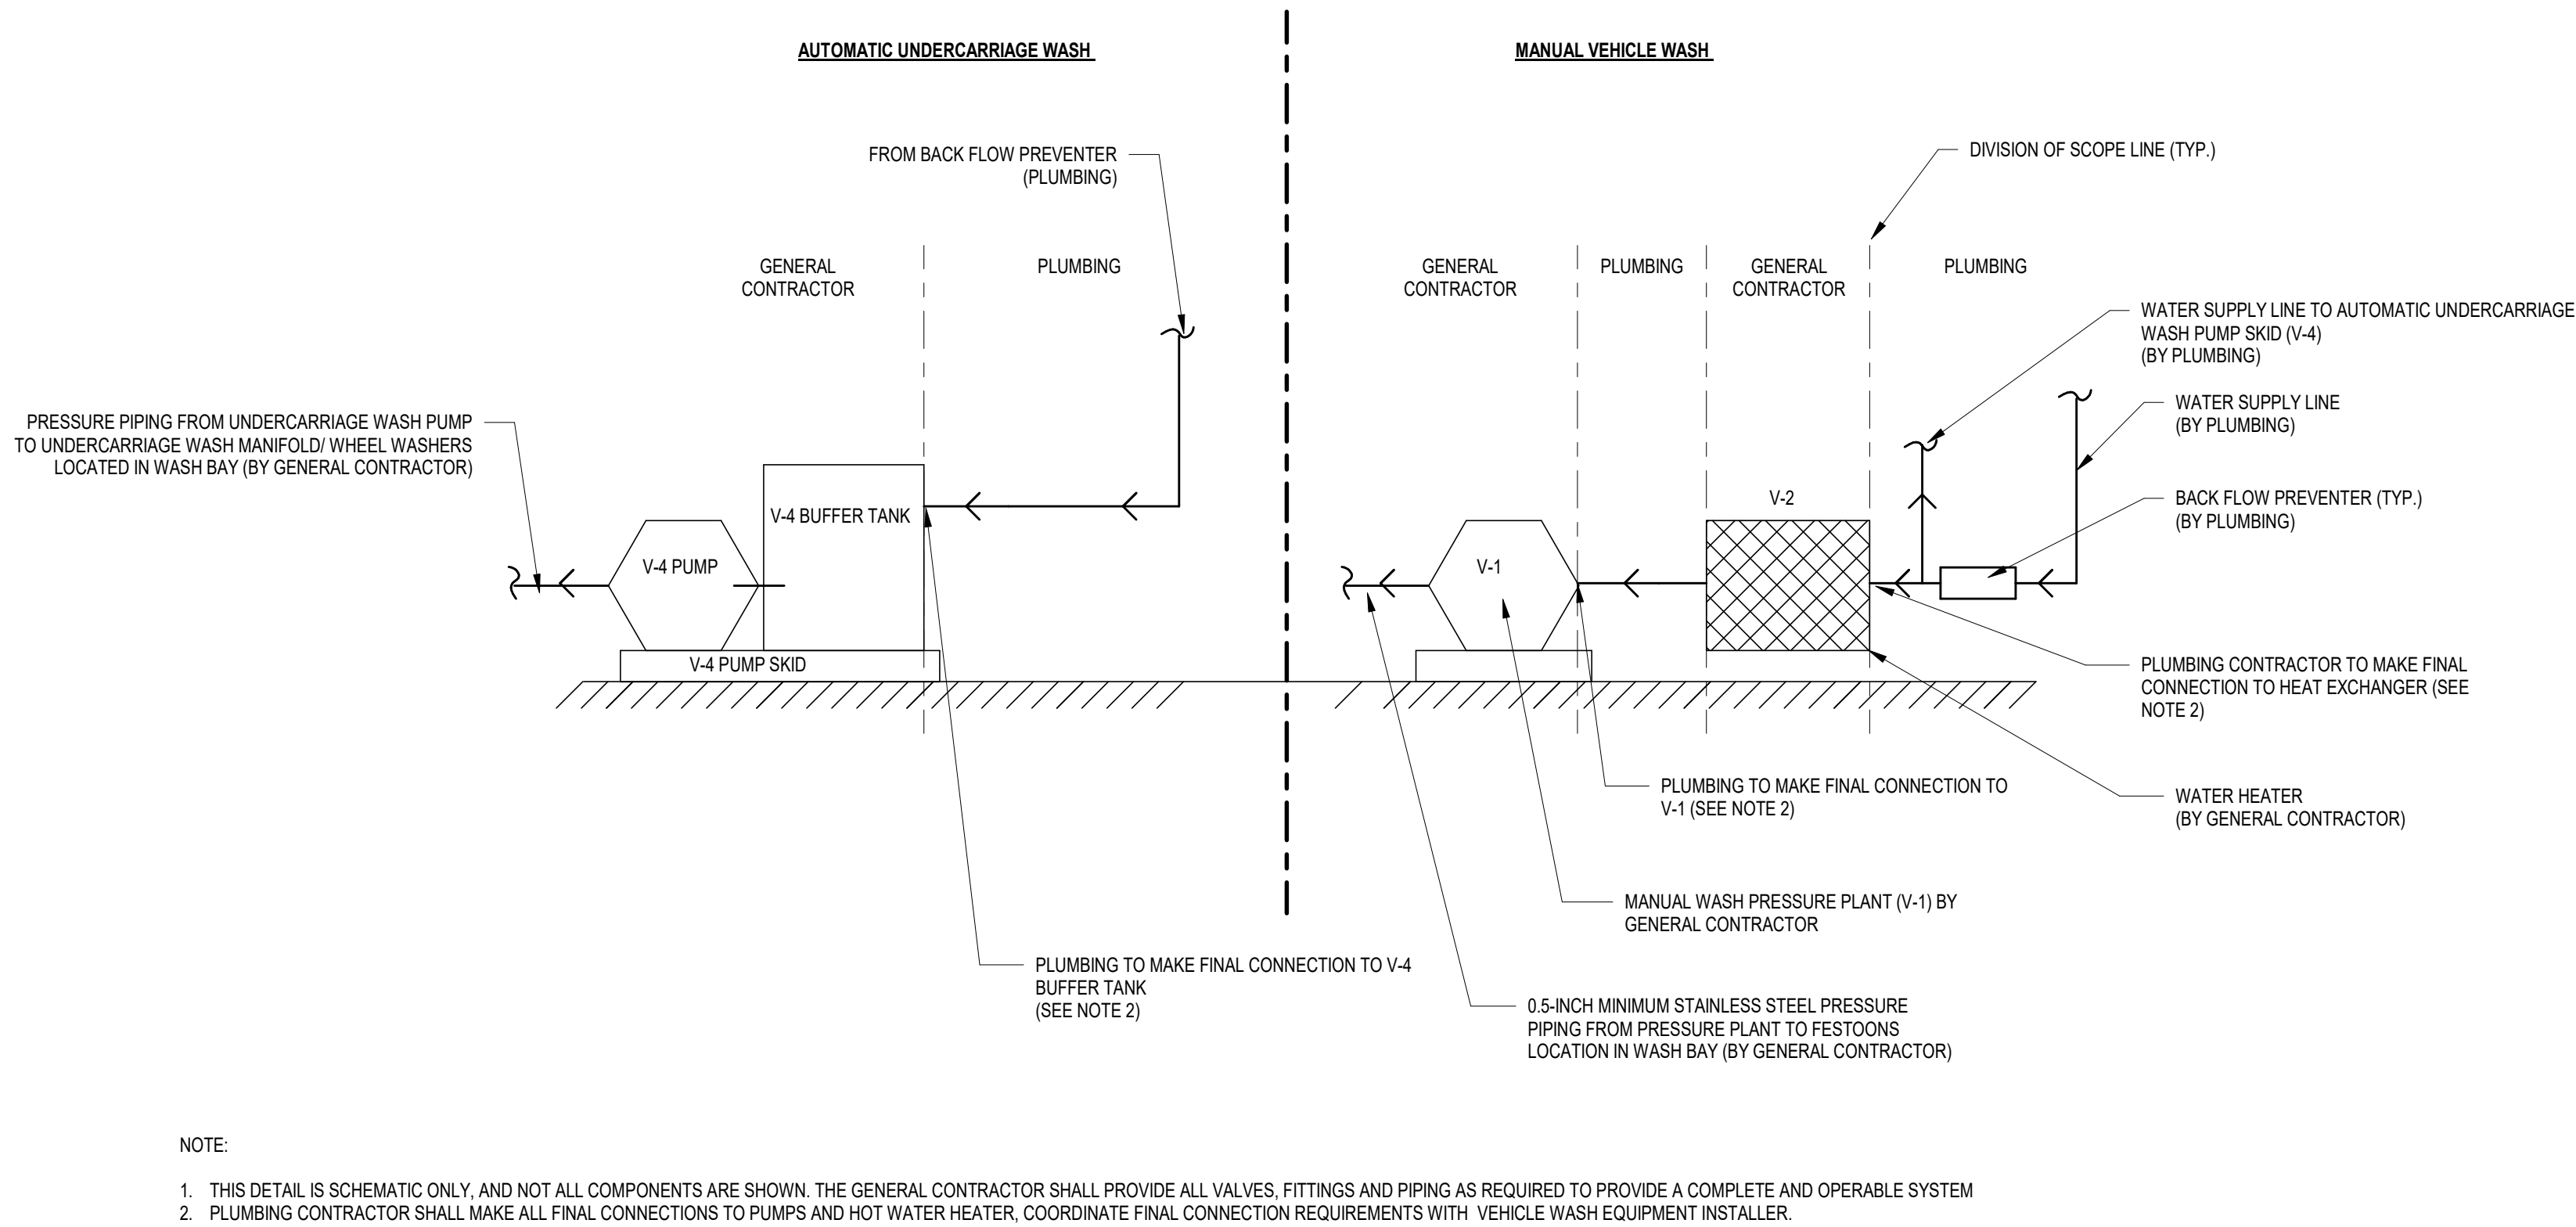 AUTOMATIC UNDERCARRIAGE WASH
MANUAL VEHICLE WASH
FROM BACK FLOW PREVENTER
(PLUMBING)
DIVISION OF SCOPE LINE (TYP.)
GENERAL
CONTRACTOR
PLUMBING
GENERAL
CONTRACTOR
PLUMBING
GENERAL
CONTRACTOR
PLUMBING
WATER SUPPLY LINE TO AUTOMATIC UNDERCARRIAGE
WASH PUMP SKID (V-4)
(BY PLUMBING)
WATER SUPPLY LINE
(BY PLUMBING)
PRESSURE PIPING FROM UNDERCARRIAGE WASH PUMP
TO UNDERCARRIAGE WASH MANIFOLD/ WHEEL WASHERS
LOCATED IN WASH BAY (BY GENERAL CONTRACTOR)
V-4 BUFFER TANK
V-2
BACK FLOW PREVENTER (TYP.)
(BY PLUMBING)
V-4 PUMP
V-1
V-4 PUMP SKID
PLUMBING CONTRACTOR TO MAKE FINAL
CONNECTION TO HEAT EXCHANGER (SEE
NOTE 2)
PLUMBING TO MAKE FINAL CONNECTION TO
V-1 (SEE NOTE 2)
WATER HEATER
(BY GENERAL CONTRACTOR)
MANUAL WASH PRESSURE PLANT (V-1) BY
GENERAL CONTRACTOR
PLUMBING TO MAKE FINAL CONNECTION TO V-4
BUFFER TANK
(SEE NOTE 2)
0.5-INCH MINIMUM STAINLESS STEEL PRESSURE
PIPING FROM PRESSURE PLANT TO FESTOONS
LOCATION IN WASH BAY (BY GENERAL CONTRACTOR)
NOTE:
1. THIS DETAIL IS SCHEMATIC ONLY, AND NOT ALL COMPONENTS ARE SHOWN. THE GENERAL CONTRACTOR SHALL PROVIDE ALL VALVES, FITTINGS AND PIPING AS REQUIRED TO PROVIDE A COMPLETE AND OPERABLE SYSTEM
2. PLUMBING CONTRACTOR SHALL MAKE ALL FINAL CONNECTIONS TO PUMPS AND HOT WATER HEATER, COORDINATE FINAL CONNECTION REQUIREMENTS WITH VEHICLE WASH EQUIPMENT INSTALLER.